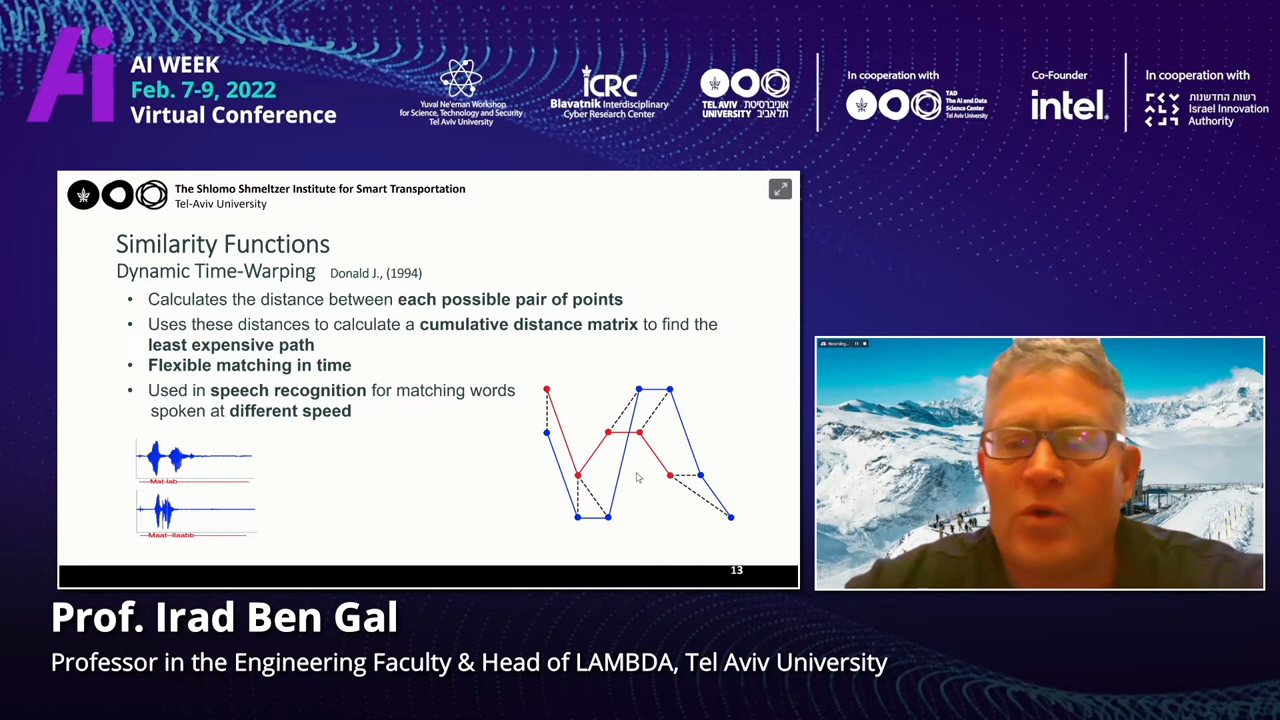 Ai
AI WEEK
Feb. 7-9, 2022
Virtual Conference
Yuval Ne'eman Workshop
for Science, Technology and Security
Tel Aviv University
iCRC
Blavatnik Interdisciplinary
Cyber Research Center
TEL AVIV אוניברסיטת
UNIVERSITY תל אביב
In cooperation with
TAD
The AI and Data
Science Center
Tel Aviv University
Co-Founder
intel.
In cooperation with
רשות החדשנות
Israel Innovation
Authority
The Shlomo Shmeltzer Institute for Smart Transportation
Tel-Aviv University
Similarity Functions
Dynamic Time-Warping Donald J., (1994)
• Calculates the distance between each possible pair of points
• Uses these distances to calculate a cumulative distance matrix to find the
least expensive path
• Flexible matching in time
• Used in speech recognition for matching words
spoken at different speed
Mat-lab
Maat--llaabb
13
Recording...
Prof. Irad Ben Gal
Professor in the Engineering Faculty & Head of LAMBDA, Tel Aviv University